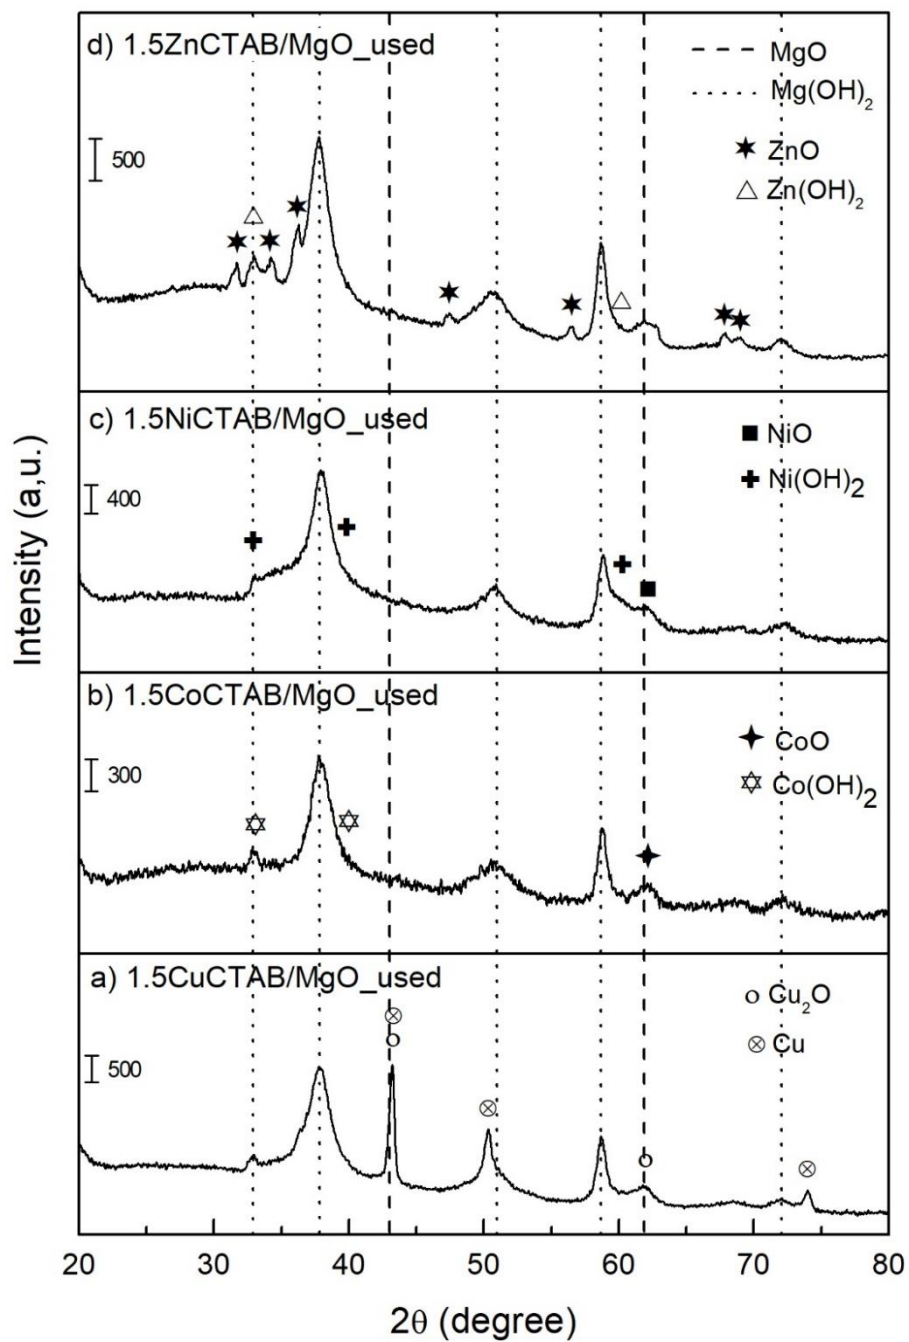 d) 1.5ZnCTAB/MgO_used
MgO
Mg(OH)₂
500
ZnO
Zn(OH)₂
c) 1.5NiCTAB/MgO_used
NiO
400
Ni(OH)₂
b) 1.5CoCTAB/MgO_used
CoO
300
Co(OH)₂
a) 1.5CuCTAB/MgO_used
Cu₂O
Cu
500
20 30 40 50 60 70 80
2θ (degree)
Intensity (a,u.)